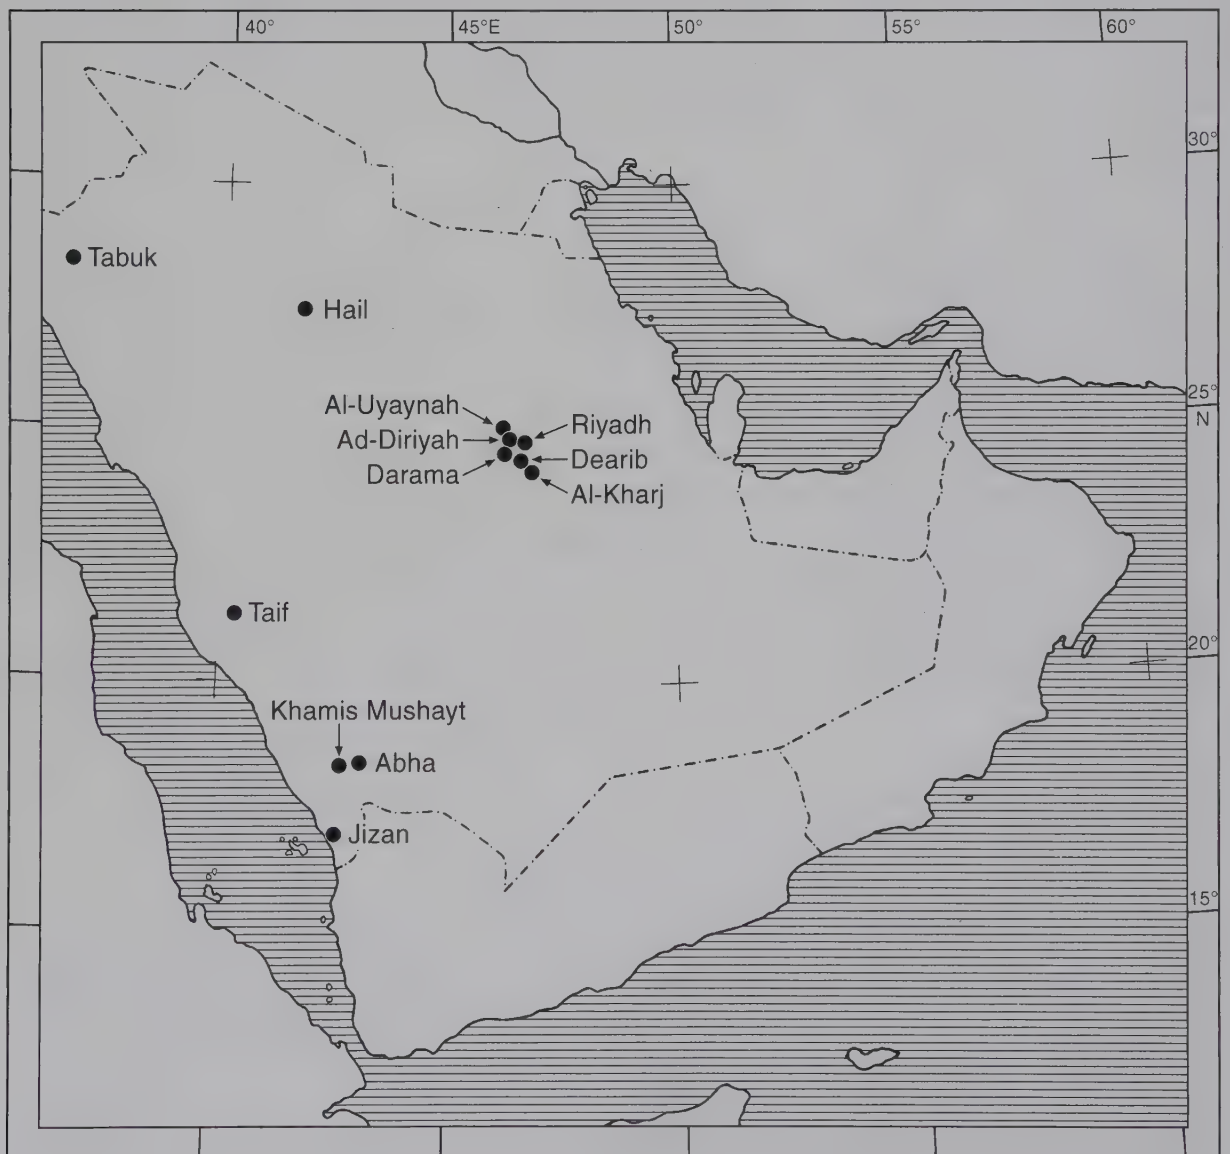 40°
45°E
50°
55°
60°
30°
Tabuk
Hail
25°
N
Al-Uyaynah
Riyadh
Ad-Diriyah
Dearib
Darama
Al-Kharj
Taif
20°
Khamis Mushayt
Abha
Jizan
15°